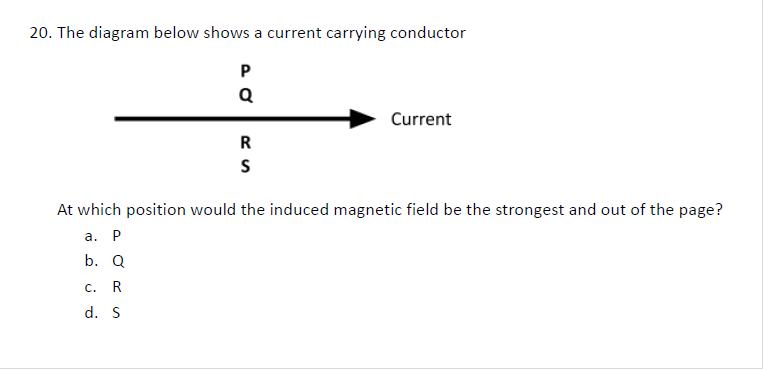 20. The diagram below shows a current carrying conductor
P
Q
Current
R
S
At which position would the induced magnetic field be the strongest and out of the page?
a. P
b. Q
c. R
d. S